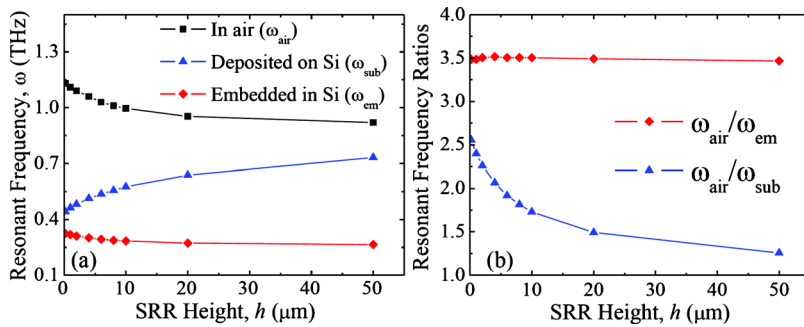 Resonant Frequency, ω (THz)
1.3
1.0
0.7
0.4
0.1
In air (ω_air)
Deposited on Si (ω_sub)
Embedded in Si (ω_em)
(a)
0 10 20 30 40 50
SRR Height, h (μm)
Resonant Frequency Ratios
4.0
3.5
3.0
2.5
2.0
1.5
1.0
ω_air/ω_em
ω_air/ω_sub
(b)
0 10 20 30 40 50
SRR Height, h (μm)